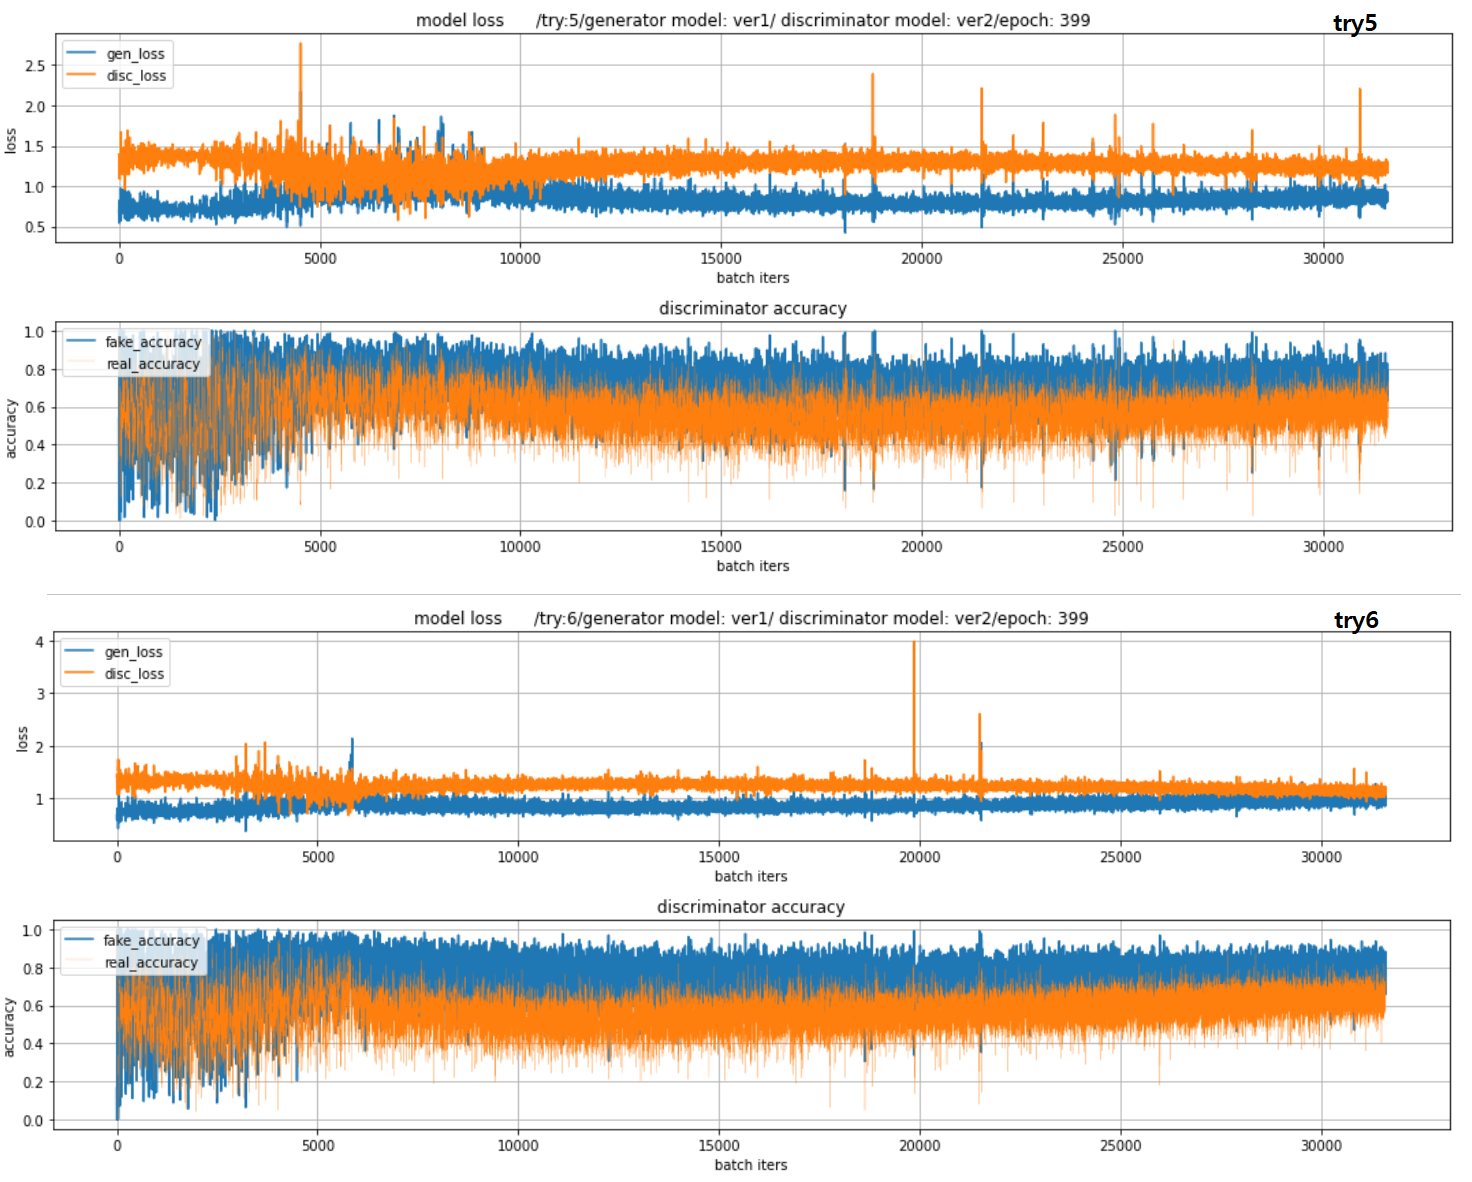 model loss /try:5/generator model: ver1/ discriminator model: ver2/epoch: 399
try5
gen_loss
disc_loss
2.5
2.0
1.5
1.0
0.5
loss
0 5000 10000 15000 20000 25000 30000
batch iters
discriminator accuracy
fake_accuracy
real_accuracy
1.0
0.8
0.6
0.4
0.2
0.0
accuracy
0 5000 10000 15000 20000 25000 30000
batch iters
model loss /try:6/generator model: ver1/ discriminator model: ver2/epoch: 399
try6
gen_loss
disc_loss
4
3
2
1
loss
0 5000 10000 15000 20000 25000 30000
batch iters
discriminator accuracy
fake_accuracy
real_accuracy
1.0
0.8
0.6
0.4
0.2
0.0
accuracy
0 5000 10000 15000 20000 25000 30000
batch iters